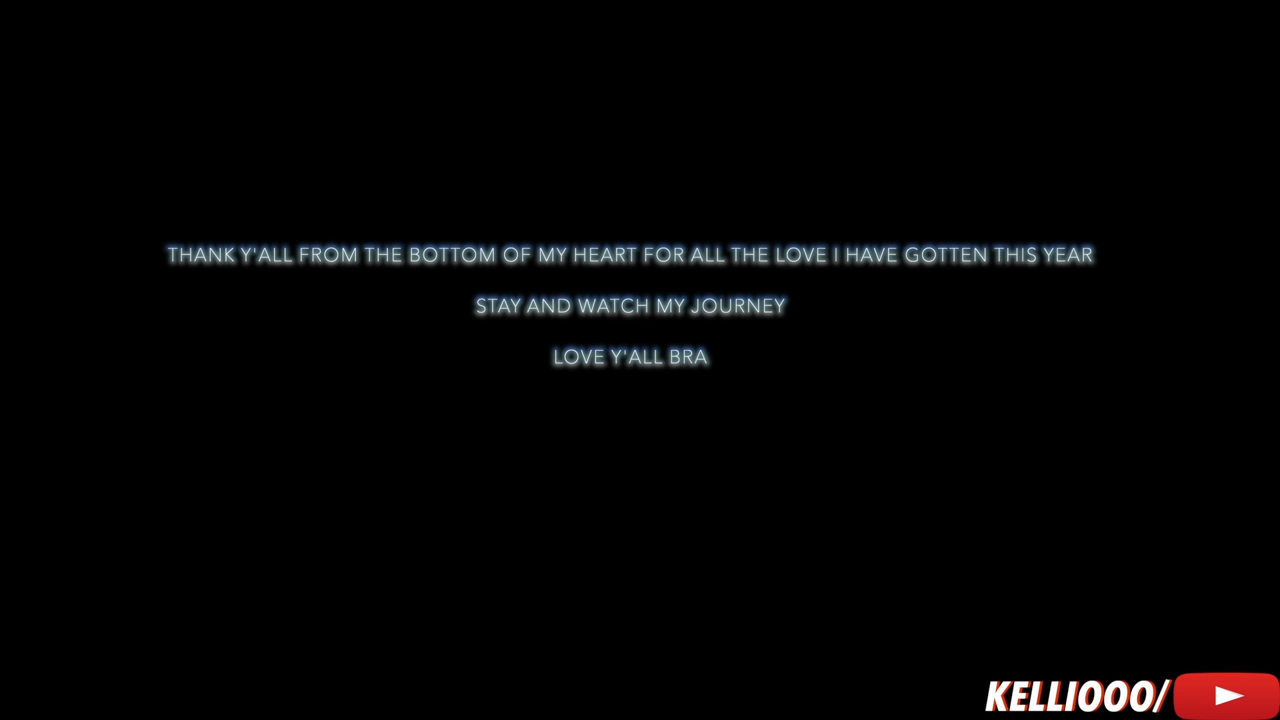 THANK Y'ALL FROM THE BOTTOM OF MY HEART FOR ALL THE LOVE I HAVE GOTTEN THIS YEAR
STAY AND WATCH MY JOURNEY
LOVE Y'ALL BRA
KELLIOOO/